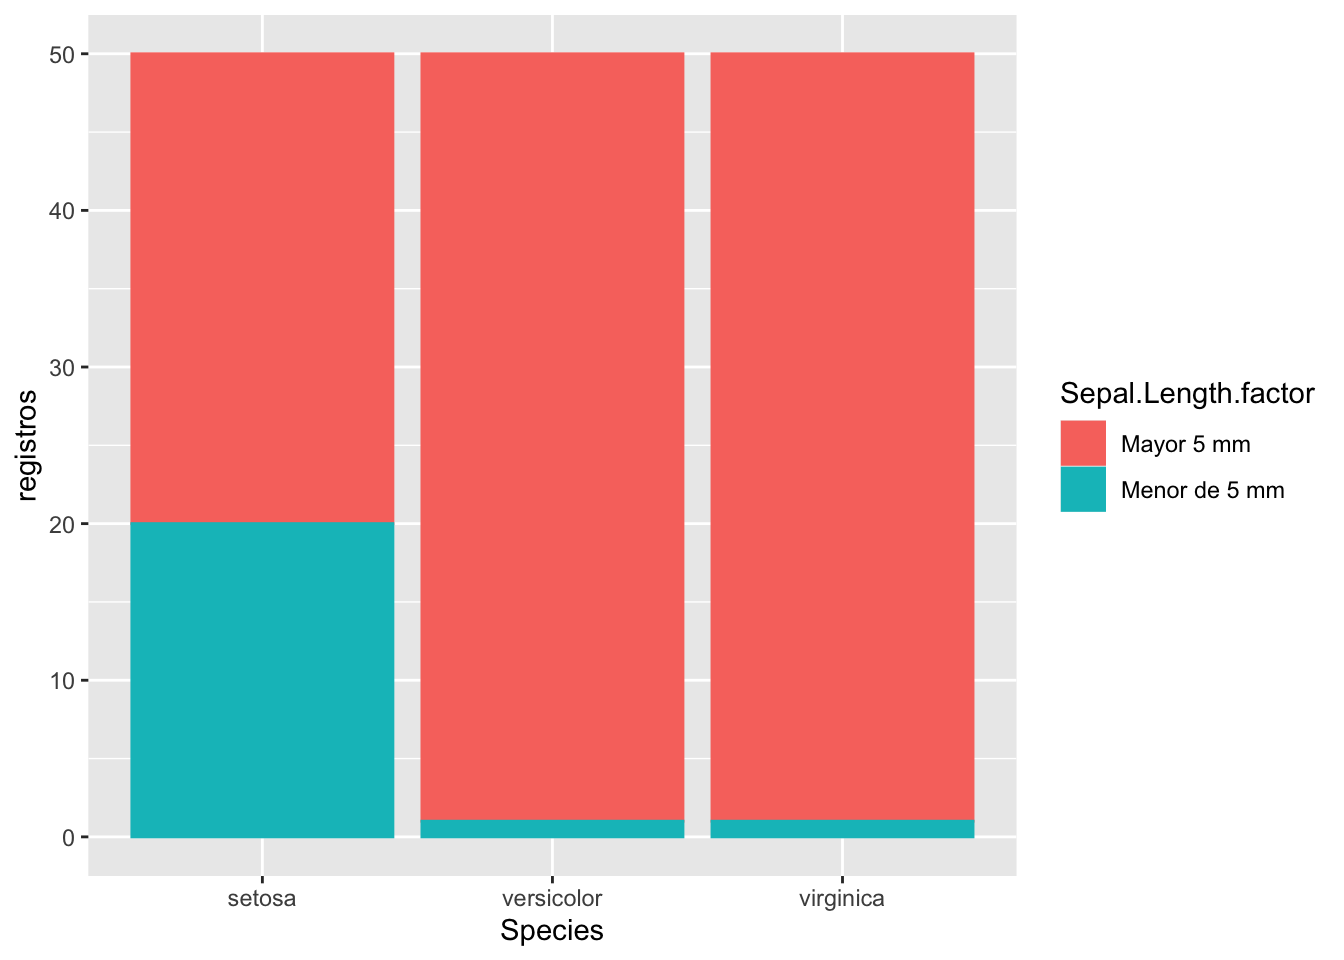 50
40
30
20
10
0
registros
setosa
versicolor
virginica
Species
Sepal.Length.factor
Mayor 5 mm
Menor de 5 mm